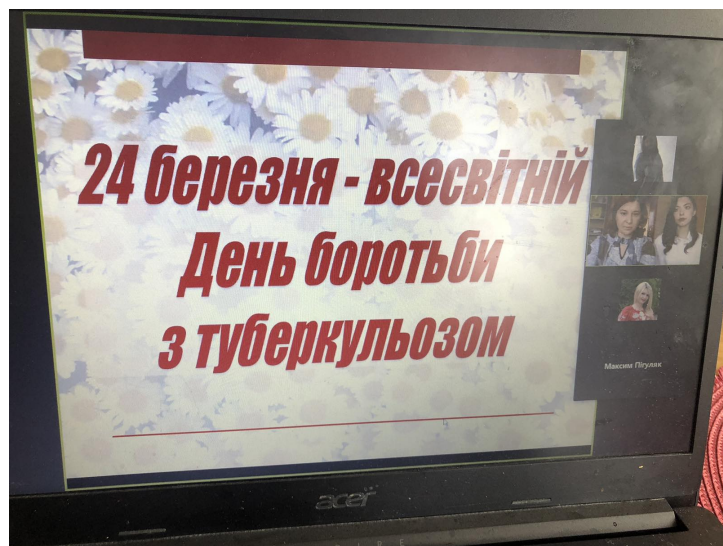 24 березня - всесвітній
День боротьби
з туберкульозом
Максим Пігуляк
acer